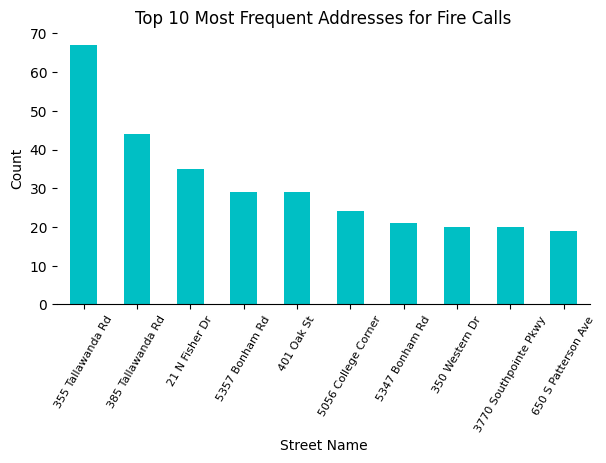 Top 10 Most Frequent Addresses for Fire Calls
Count
70
60
50
40
30
20
10
0
355 Tallawanda Rd
385 Tallawanda Rd
21 N Fisher Dr
5357 Bonham Rd
401 Oak St
5056 College Corner
5347 Bonham Rd
350 Western Dr
3770 Southpointe Pkwy
650 S Patterson Ave
Street Name